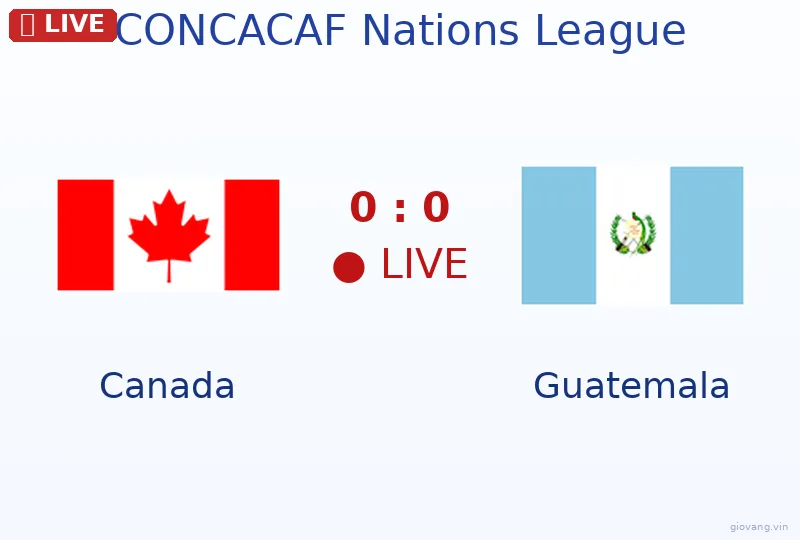 LIVE
CONCACAF Nations League
0 : 0
● LIVE
Canada
Guatemala
giovang.vin